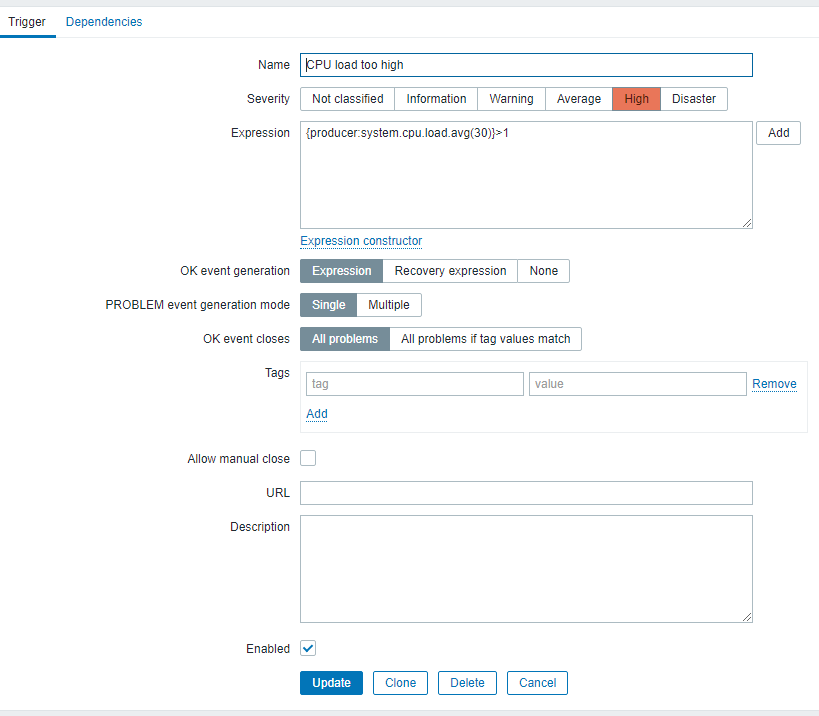 Trigger Dependencies
Name CPU load too high
Severity Not classified Information Warning Average High Disaster
Expression {producer:system.cpu.load.avg(30)}>1 Add
Expression constructor
OK event generation Expression Recovery expression None
PROBLEM event generation mode Single Multiple
OK event closes All problems All problems if tag values match
Tags
tag value Remove
Add
Allow manual close
URL
Description
Enabled
Update Clone Delete Cancel